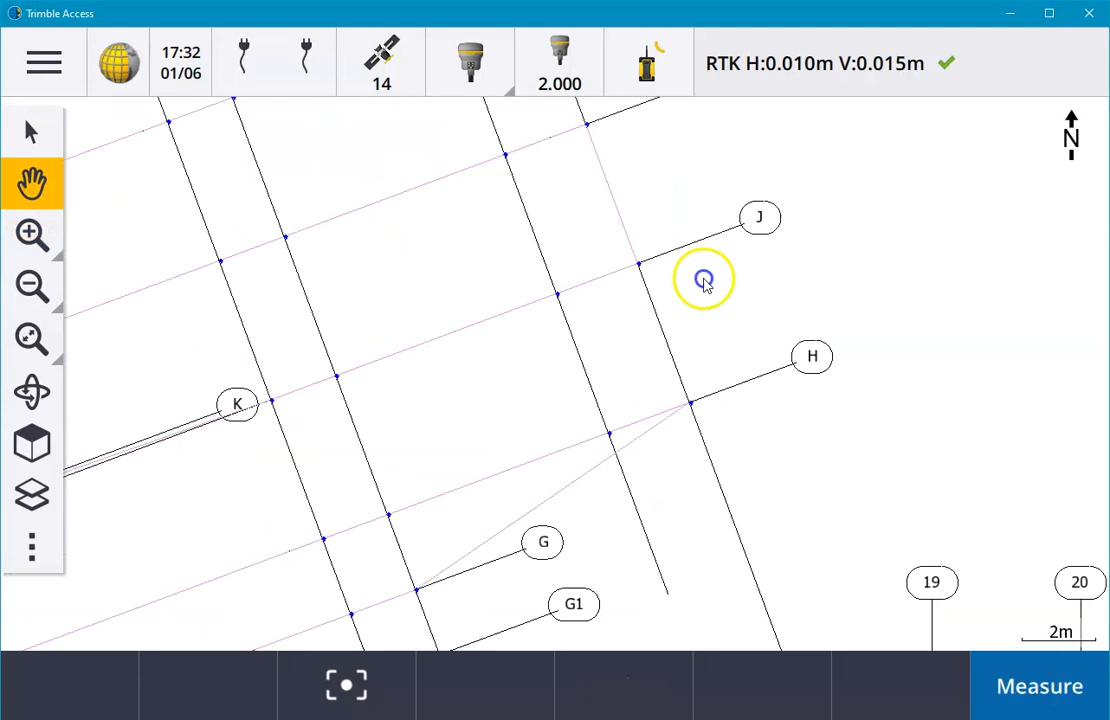 Trimble Access
17:32
01/06
14
2.000
RTK H:0.010m V:0.015m
N
J
H
K
G
G1
19
20
2m
Measure